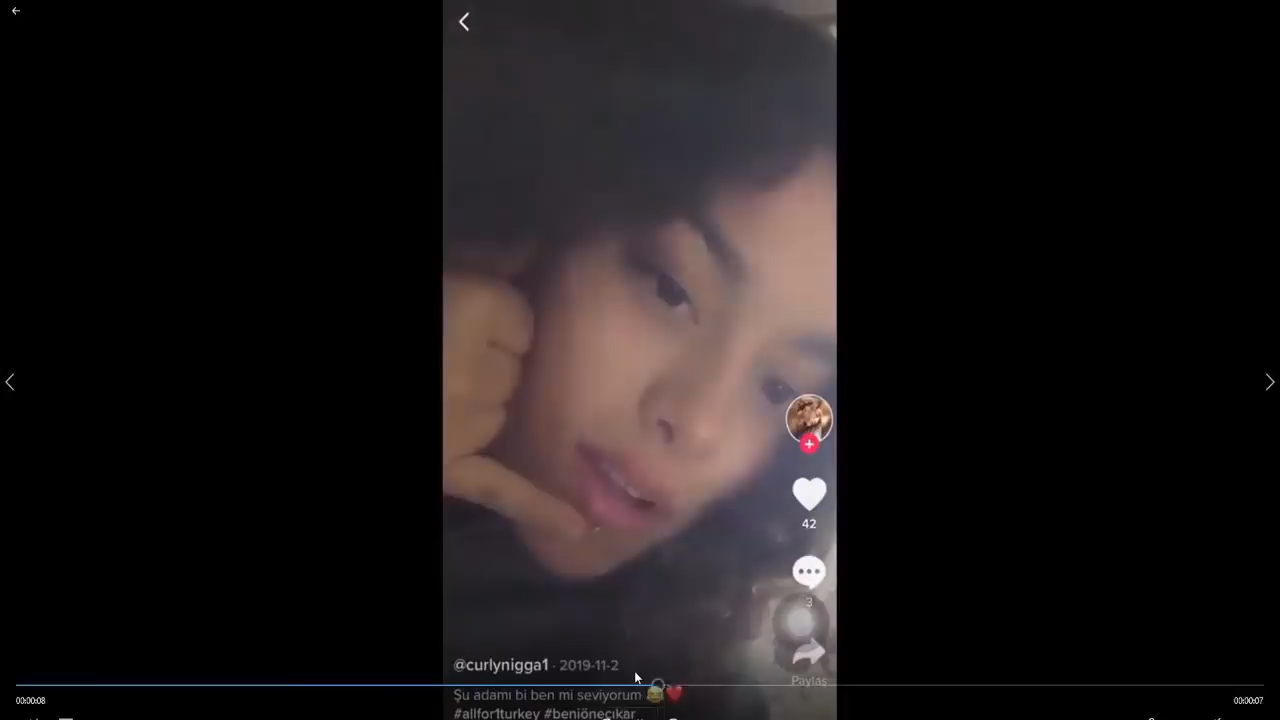 42
3
@curlynigga1 · 2019-11-2
Paylaş
00:00:08
00:00:07
Şu adamı bi ben mi seviyorum 😂❤️
#allfor1turkey #beniöneçıkar